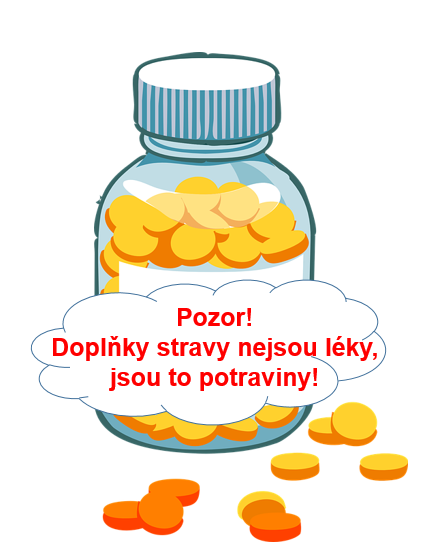 Pozor!
Doplňky stravy nejsou léky,
jsou to potraviny!